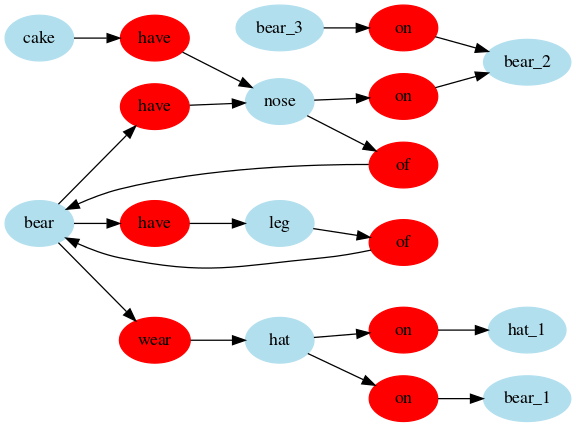 cake
have
bear_3
on
bear_2
have
nose
on
of
bear
have
leg
of
wear
hat
on
hat_1
on
bear_1